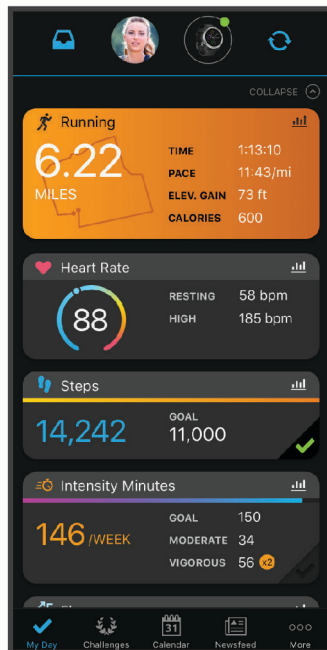 COLLAPSE
Running
6.22
MILES
TIME 1:13:10
PACE 11:43/mi
ELEV. GAIN 73 ft
CALORIES 600
Heart Rate
88
RESTING 58 bpm
HIGH 185 bpm
Steps
14,242
GOAL
11,000
Intensity Minutes
146 /WEEK
GOAL 150
MODERATE 34
VIGOROUS 56 x2
31
My Day Challenges Calendar Newsfeed More